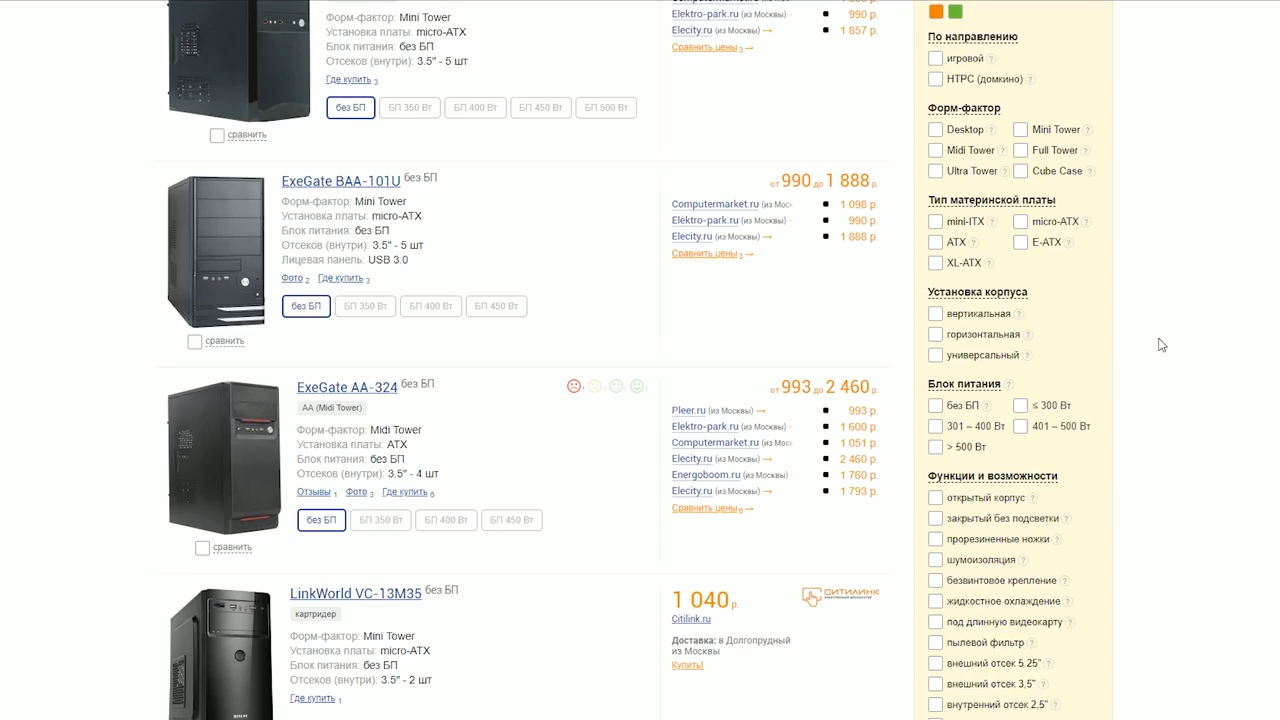 Форм-фактор: Mini Tower
Установка платы: micro-ATX
Блок питания: без БП
Отсеков (внутри): 3.5" - 5 шт
Где купить 3
без БП
БП 350 Вт
БП 400 Вт
БП 450 Вт
БП 500 Вт
сравнить
Elektro-park.ru (из Москвы)
990 р.
Elecity.ru (из Москвы) →
1 857 р.
Сравнить цены 3 →
ExeGate BAA-101U без БП
Форм-фактор: Mini Tower
Установка платы: micro-ATX
Блок питания: без БП
Отсеков (внутри): 3.5" - 5 шт
Лицевая панель: USB 3.0
Фото 2 Где купить 3
без БП
БП 350 Вт
БП 400 Вт
БП 450 Вт
сравнить
от 990 до 1 888 р.
Computermarket.ru (из Моск
1 098 р.
Elektro-park.ru (из Москвы)
990 р.
Elecity.ru (из Москвы) →
1 888 р.
Сравнить цены 3 →
ExeGate AA-324 без БП
AA (Midi Tower)
Форм-фактор: Midi Tower
Установка платы: ATX
Блок питания: без БП
Отсеков (внутри): 3.5" - 4 шт
Отзывы 1 Фото 3 Где купить 6
без БП
БП 350 Вт
БП 400 Вт
БП 450 Вт
сравнить
от 993 до 2 460 р.
Pleer.ru (из Москвы) →
993 р.
Elektro-park.ru (из Москвы)
1 600 р.
Computermarket.ru (из Моск
1 051 р.
Elecity.ru (из Москвы) →
2 460 р.
Energoboom.ru (из Москвы)
1 760 р.
Elecity.ru (из Москвы) →
1 793 р.
Сравнить цены 6 →
LinkWorld VC-13M35 без БП
картридер
Форм-фактор: Mini Tower
Установка платы: micro-ATX
Блок питания: без БП
Отсеков (внутри): 3.5" - 2 шт
Где купить 1
1 040 р.
СИТИЛИНК
Citilink.ru
Доставка: в Долгопрудный
из Москвы
Купить!
По направлению
игровой ?
HTPC (домкино) ?
Форм-фактор
Desktop ? Mini Tower ?
Midi Tower ? Full Tower ?
Ultra Tower ? Cube Case ?
Тип материнской платы
mini-ITX ? micro-ATX ?
ATX ? E-ATX ?
XL-ATX ?
Установка корпуса
вертикальная ?
горизонтальная ?
универсальный ?
Блок питания ?
без БП ? ≤ 300 Вт
301 – 400 Вт 401 – 500 Вт
> 500 Вт
Функции и возможности
открытый корпус ?
закрытый без подсветки ?
прорезиненные ножки ?
шумоизоляция ?
безвинтовое крепление ?
жидкостное охлаждение ?
под длинную видеокарту ?
пылевой фильтр ?
внешний отсек 5.25" ?
внешний отсек 3,5" ?
внутренний отсек 2,5" ?